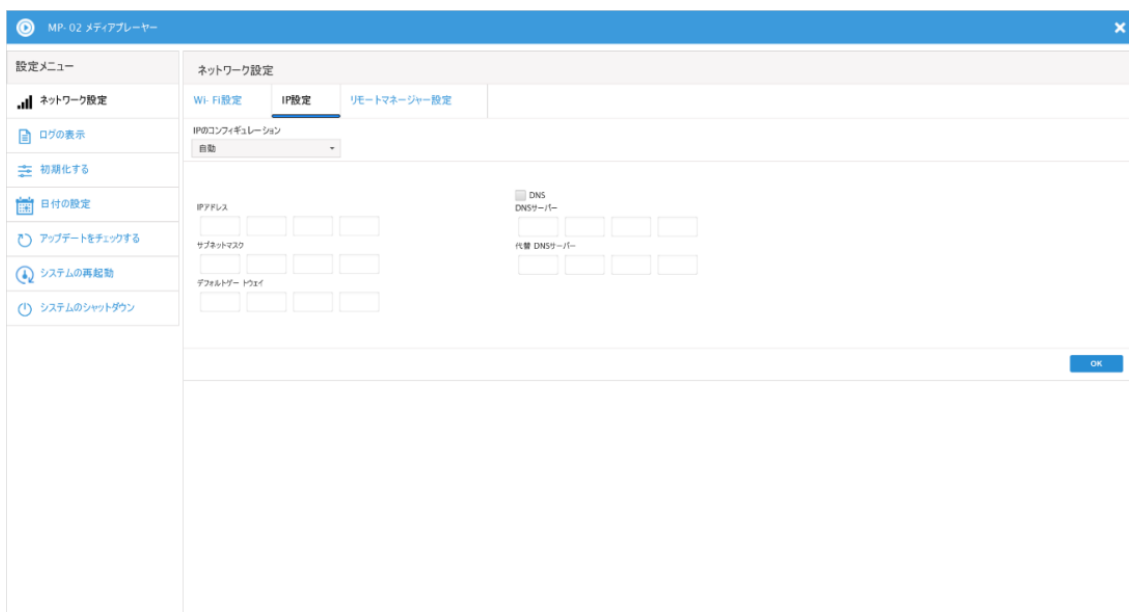 MP- 02 メディアプレーヤー
設定メニュー
ネットワーク設定
ログの表示
初期化する
日付の設定
アップデートをチェックする
システムの再起動
システムのシャットダウン
ネットワーク設定
Wi- Fi設定 IP設定 リモートマネージャー設定
IPのコンフィギュレーション
自動
IPアドレス
サブネットマスク
デフォルトゲー トウェイ
DNS
DNSサーバー
代替 DNSサーバー
OK